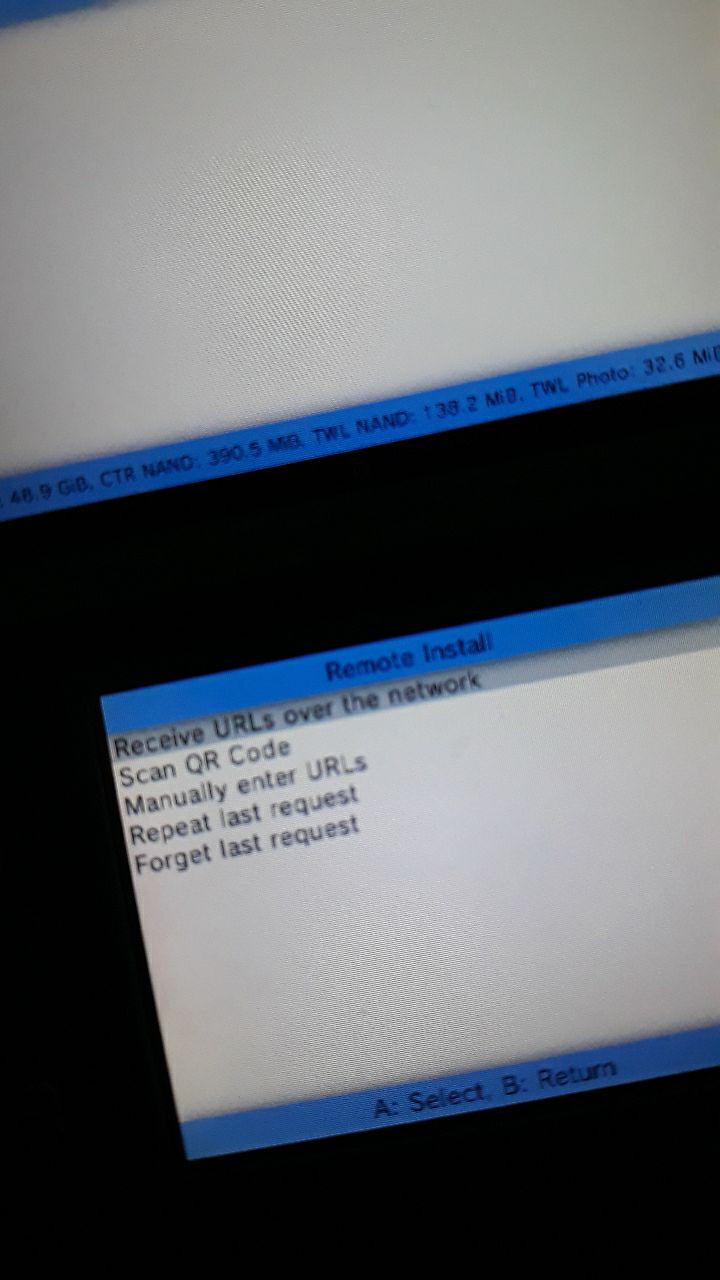 48.9 GiB, CTR NAND: 390.5 MiB, TWL NAND: 138.2 MiB, TWL Photo: 32.6 MiB
Remote Install
Receive URLs over the network
Scan QR Code
Manually enter URLs
Repeat last request
Forget last request
A: Select, B: Return